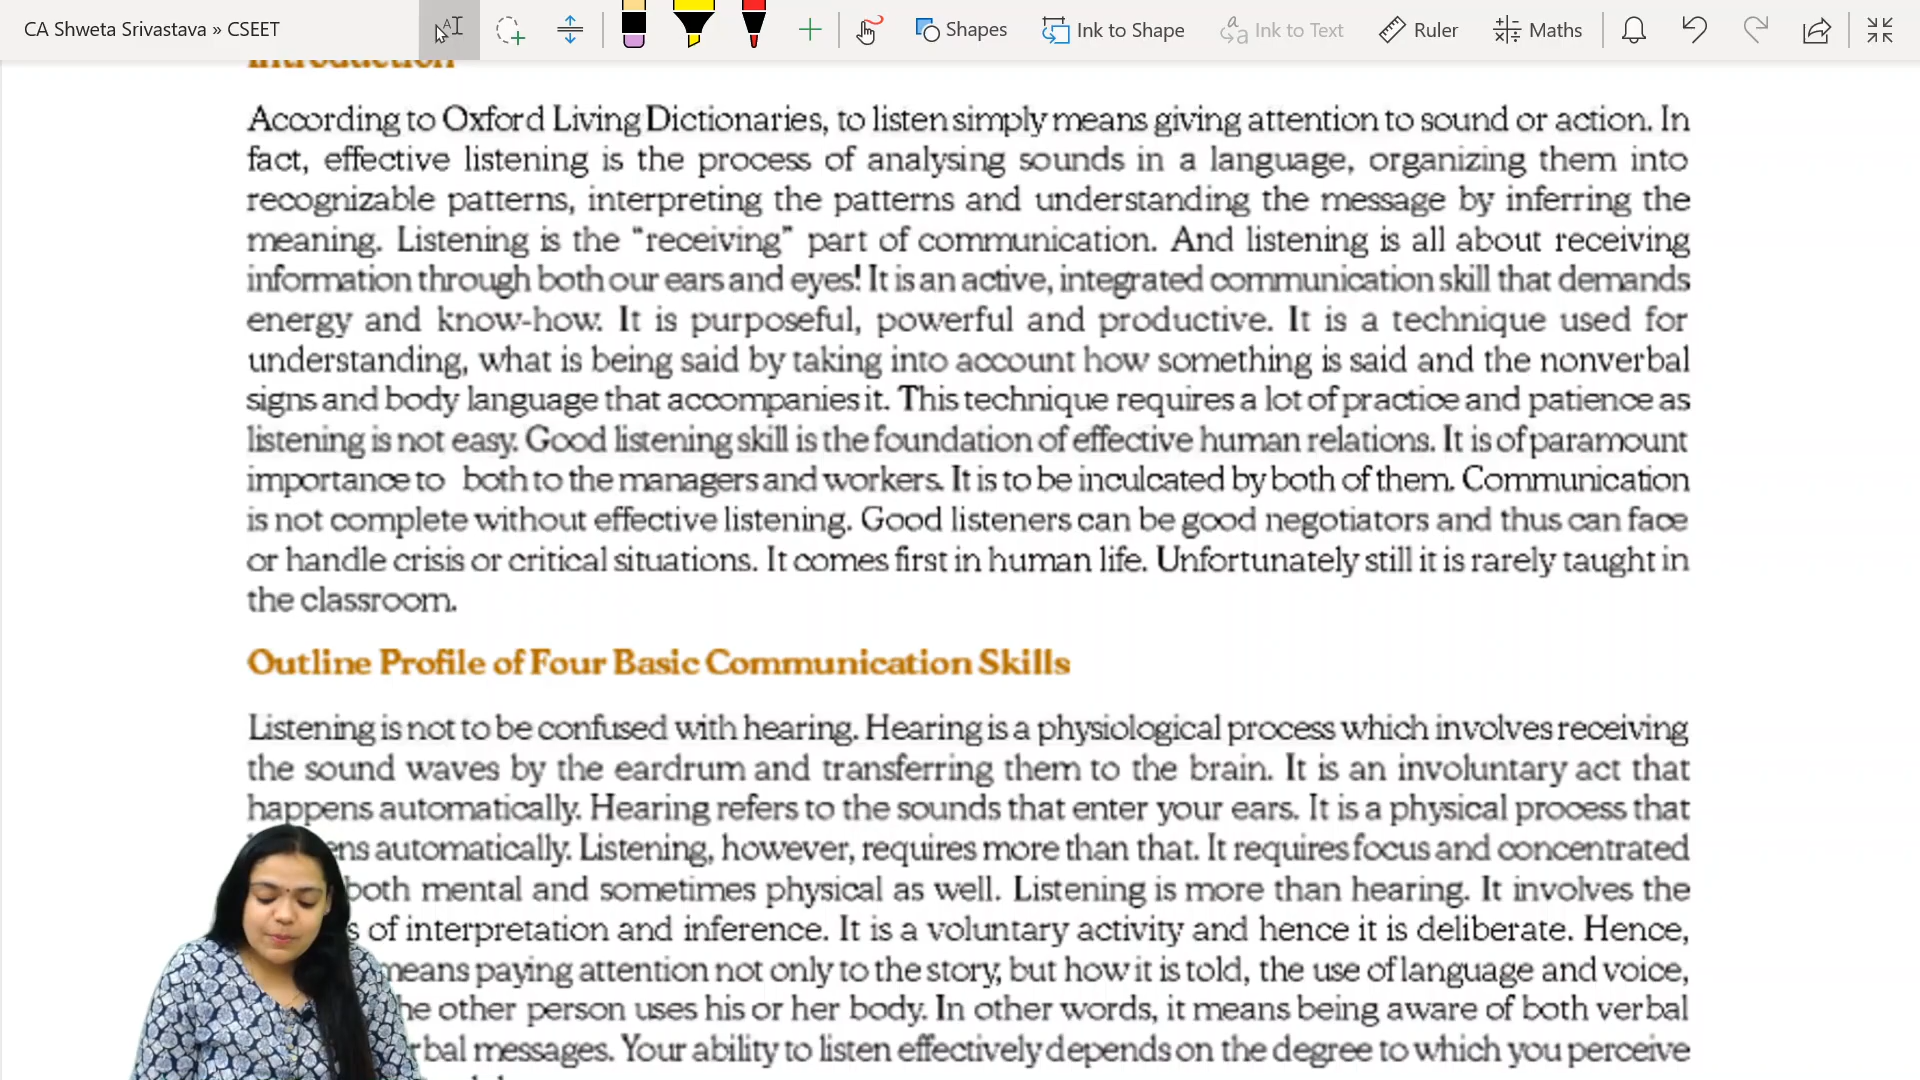 CA Shweta Srivastava » CSEET
Shapes
Ink to Shape
Ink to Text
Ruler
Maths
Introduction
According to Oxford Living Dictionaries, to listen simply means giving attention to sound or action. In
fact, effective listening is the process of analysing sounds in a language, organizing them into
recognizable patterns, interpreting the patterns and understanding the message by inferring the
meaning. Listening is the “receiving” part of communication. And listening is all about receiving
information through both our ears and eyes! It is an active, integrated communication skill that demands
energy and know-how. It is purposeful, powerful and productive. It is a technique used for
understanding, what is being said by taking into account how something is said and the nonverbal
signs and body language that accompanies it. This technique requires a lot of practice and patience as
listening is not easy. Good listening skill is the foundation of effective human relations. It is of paramount
importance to both to the managers and workers. It is to be inculcated by both of them. Communication
is not complete without effective listening. Good listeners can be good negotiators and thus can face
or handle crisis or critical situations. It comes first in human life. Unfortunately still it is rarely taught in
the classroom.
Outline Profile of Four Basic Communication Skills
Listening is not to be confused with hearing. Hearing is a physiological process which involves receiving
the sound waves by the eardrum and transferring them to the brain. It is an involuntary act that
happens automatically. Hearing refers to the sounds that enter your ears. It is a physical process that
ens automatically. Listening, however, requires more than that. It requires focus and concentrated
both mental and sometimes physical as well. Listening is more than hearing. It involves the
s of interpretation and inference. It is a voluntary activity and hence it is deliberate. Hence,
means paying attention not only to the story, but how it is told, the use of language and voice,
he other person uses his or her body. In other words, it means being aware of both verbal
rbal messages. Your ability to listen effectively depends on the degree to which you perceive